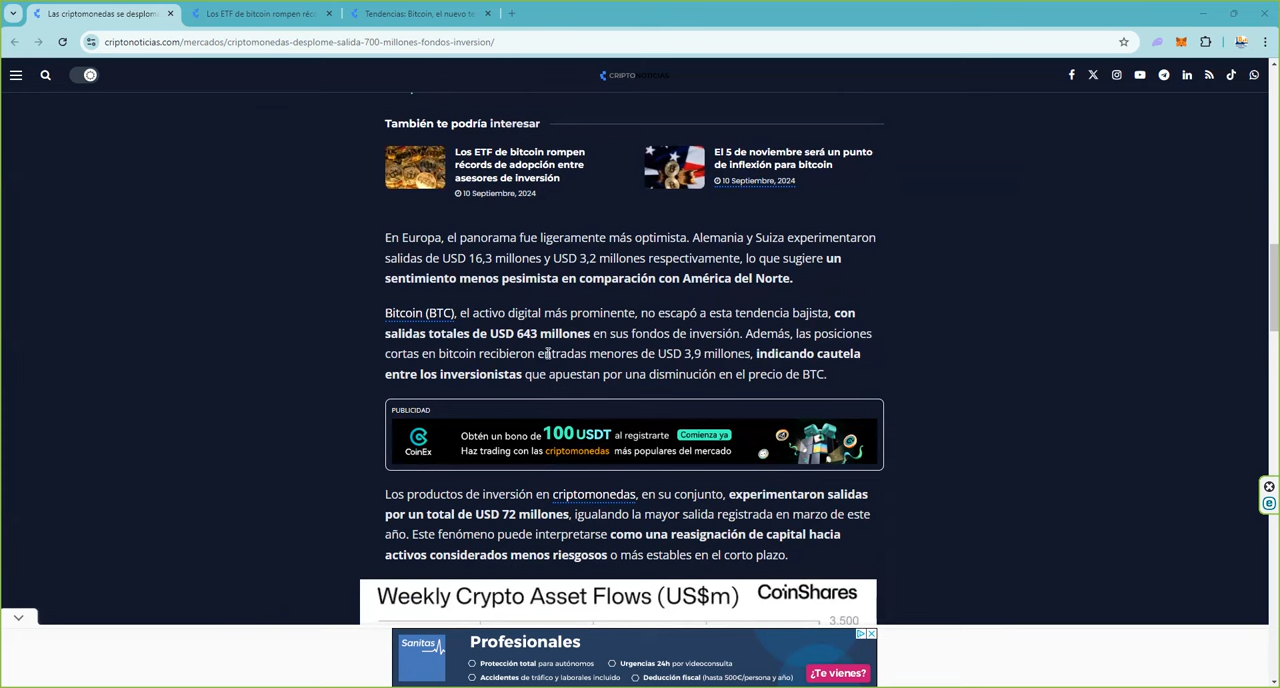 Las criptomonedas se desplom
Los ETF de bitcoin rompen réc
Tendencias: Bitcoin, el nuevo te
criptonoticias.com/mercados/criptomonedas-desplome-salida-700-millones-fondos-inversion/
CRIPTONOTICIAS
También te podría interesar
Los ETF de bitcoin rompen
récords de adopción entre
asesores de inversión
10 Septiembre, 2024
El 5 de noviembre será un punto
de inflexión para bitcoin
10 Septiembre, 2024
En Europa, el panorama fue ligeramente más optimista. Alemania y Suiza experimentaron
salidas de USD 16,3 millones y USD 3,2 millones respectivamente, lo que sugiere un
sentimiento menos pesimista en comparación con América del Norte.
Bitcoin (BTC), el activo digital más prominente, no escapó a esta tendencia bajista, con
salidas totales de USD 643 millones en sus fondos de inversión. Además, las posiciones
cortas en bitcoin recibieron entradas menores de USD 3,9 millones, indicando cautela
entre los inversionistas que apuestan por una disminución en el precio de BTC.
PUBLICIDAD
CoinEx
Obtén un bono de 100 USDT al registrarte Comienza ya
Haz trading con las criptomonedas más populares del mercado
Los productos de inversión en criptomonedas, en su conjunto, experimentaron salidas
por un total de USD 72 millones, igualando la mayor salida registrada en marzo de este
año. Este fenómeno puede interpretarse como una reasignación de capital hacia
activos considerados menos riesgosos o más estables en el corto plazo.
Weekly Crypto Asset Flows (US$m)
CoinShares
3.500
Sanitas
Profesionales
Protección total para autónomos
Urgencias 24h por videoconsulta
Accidentes de tráfico y laborales incluido
Deducción fiscal (hasta 500€/persona y año)
¿Te vienes?